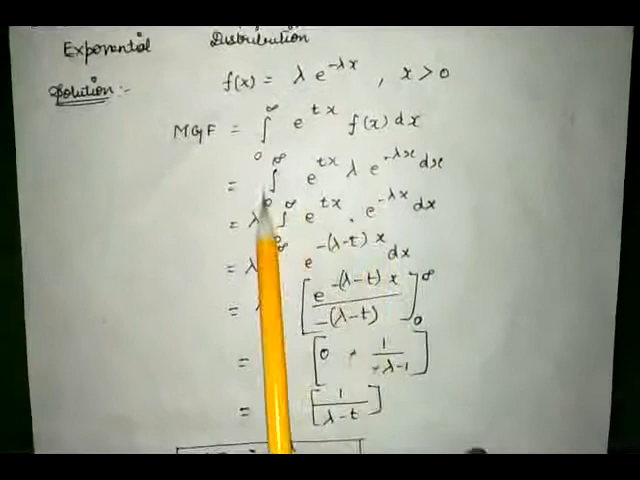 Exponential Distribution
Solution :-
f(x) = λ e^{-λx} , x > 0
MGF = ∫_0^∞ e^{tx} f(x) dx
= ∫_0^∞ e^{tx} λ e^{-λx} dx
= λ ∫_0^∞ e^{tx} . e^{-λx} dx
= λ e^{-(λ-t)x} dx
= [ e^{-(λ-t)x} / -(λ-t) ]_0^∞
= [ 0 + 1 / -λ-1 ]
= [ 1 / λ-t ]